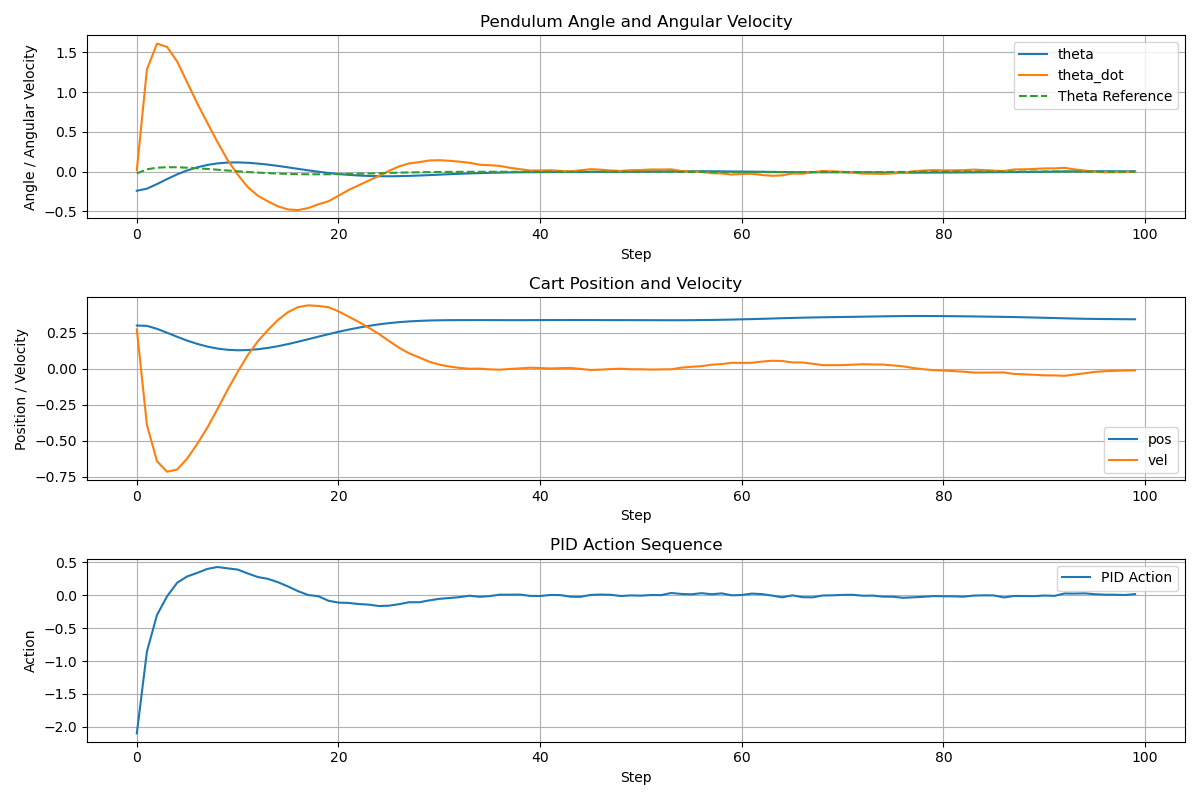 Pendulum Angle and Angular Velocity
Angle / Angular Velocity
1.5
1.0
0.5
0.0
−0.5
theta
theta_dot
Theta Reference
0 20 40 60 80 100
Step
Cart Position and Velocity
Position / Velocity
0.25
0.00
−0.25
−0.50
−0.75
pos
vel
0 20 40 60 80 100
Step
PID Action Sequence
Action
0.5
0.0
−0.5
−1.0
−1.5
−2.0
PID Action
0 20 40 60 80 100
Step